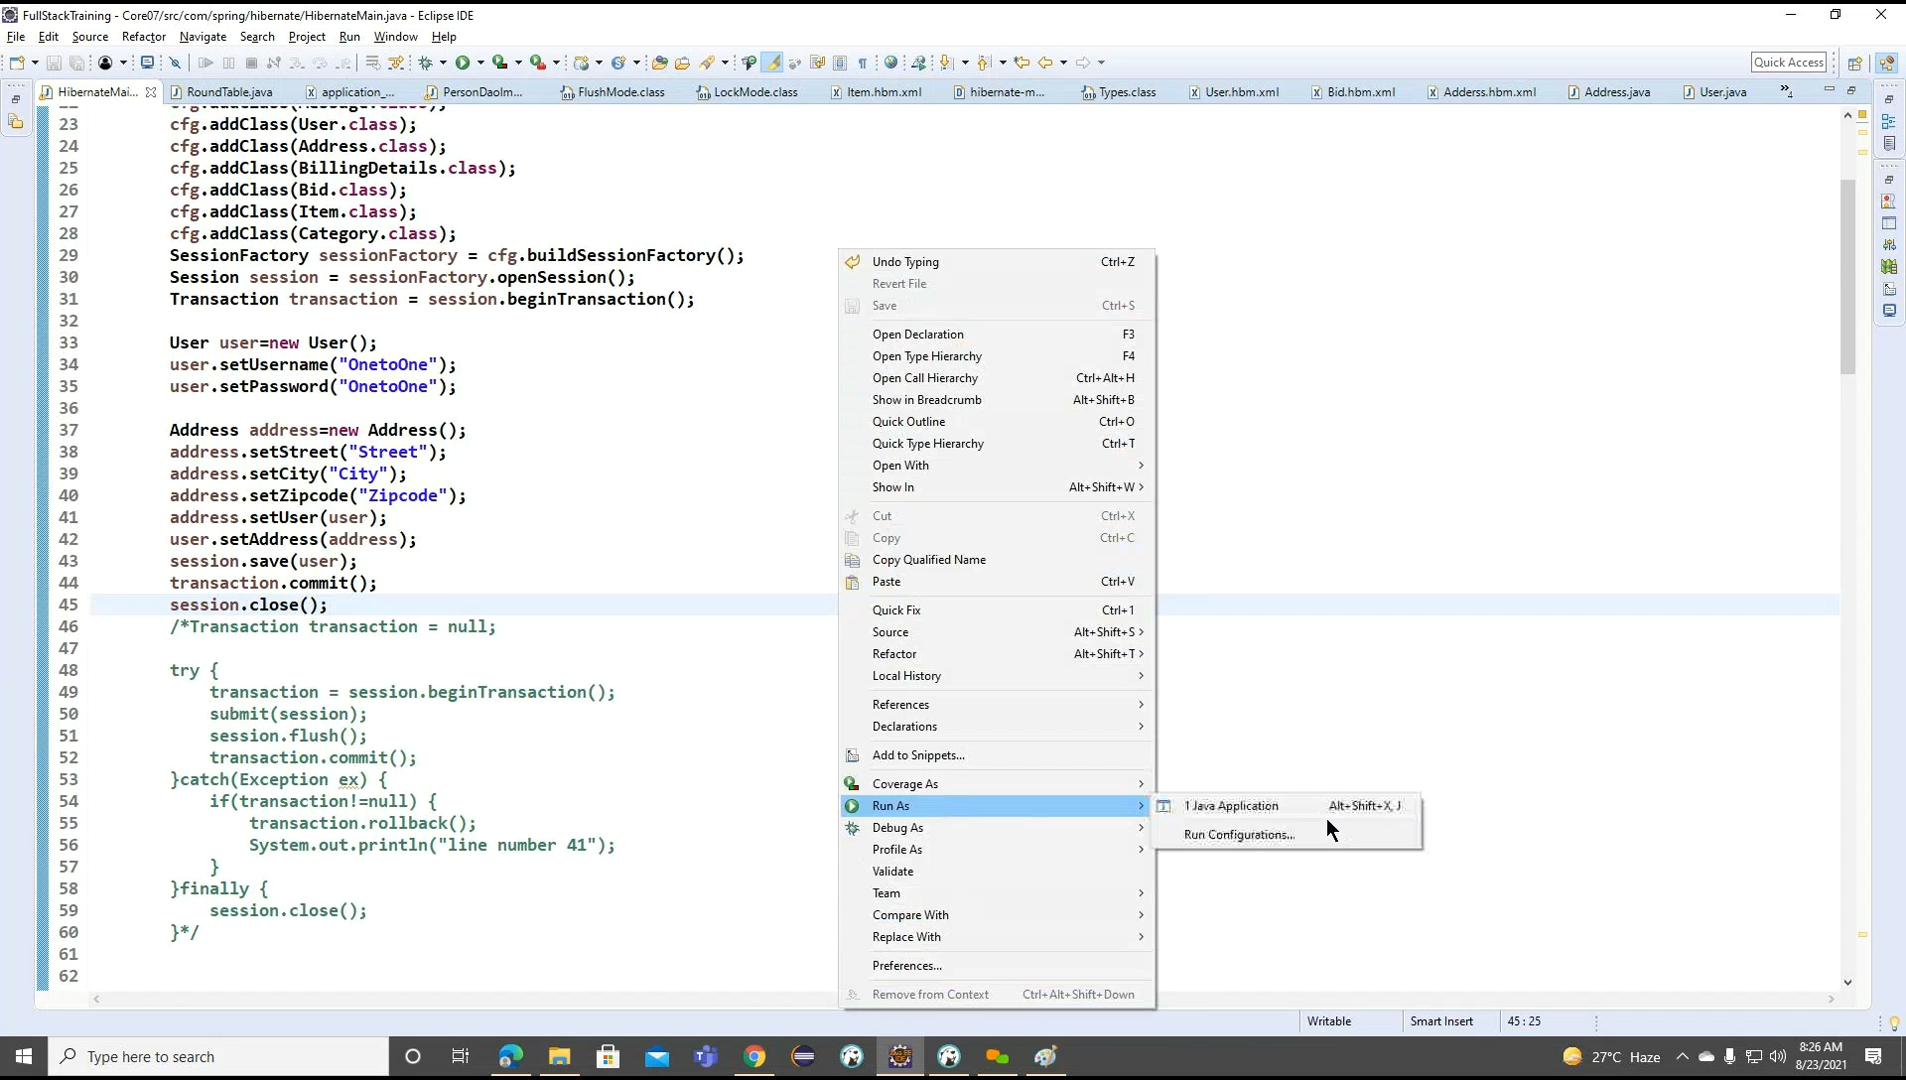 FullStackTraining - Core07/src/com/spring/hibernate/HibernateMain.java - Eclipse IDE
File Edit Source Refactor Navigate Search Project Run Window Help
Quick Access
HibernateMai... RoundTable.java application_... PersonDaoIm... FlushMode.class LockMode.class Item.hbm.xml hibernate-m... Types.class User.hbm.xml Bid.hbm.xml Adderss.hbm.xml Address.java User.java »4
23 cfg.addClass(User.class);
24 cfg.addClass(Address.class);
25 cfg.addClass(BillingDetails.class);
26 cfg.addClass(Bid.class);
27 cfg.addClass(Item.class);
28 cfg.addClass(Category.class);
29 SessionFactory sessionFactory = cfg.buildSessionFactory();
30 Session session = sessionFactory.openSession();
31 Transaction transaction = session.beginTransaction();
32
33 User user=new User();
34 user.setUsername("OnetoOne");
35 user.setPassword("OnetoOne");
36
37 Address address=new Address();
38 address.setStreet("Street");
39 address.setCity("City");
40 address.setZipcode("Zipcode");
41 address.setUser(user);
42 user.setAddress(address);
43 session.save(user);
44 transaction.commit();
45 session.close();
46 /*Transaction transaction = null;
47
48 try {
49 transaction = session.beginTransaction();
50 submit(session);
51 session.flush();
52 transaction.commit();
53 }catch(Exception ex) {
54 if(transaction!=null) {
55 transaction.rollback();
56 System.out.println("line number 41");
57 }
58 }finally {
59 session.close();
60 }*/
61
62
Undo Typing Ctrl+Z
Revert File
Save Ctrl+S
Open Declaration F3
Open Type Hierarchy F4
Open Call Hierarchy Ctrl+Alt+H
Show in Breadcrumb Alt+Shift+B
Quick Outline Ctrl+O
Quick Type Hierarchy Ctrl+T
Open With
Show In Alt+Shift+W
Cut Ctrl+X
Copy Ctrl+C
Copy Qualified Name
Paste Ctrl+V
Quick Fix Ctrl+1
Source Alt+Shift+S
Refactor Alt+Shift+T
Local History
References
Declarations
Add to Snippets...
Coverage As
Run As
Debug As
Profile As
Validate
Team
Compare With
Replace With
Preferences...
Remove from Context Ctrl+Alt+Shift+Down
1 Java Application Alt+Shift+X, J
Run Configurations...
Writable Smart Insert 45 : 25
Type here to search
27°C Haze
8:26 AM
8/23/2021